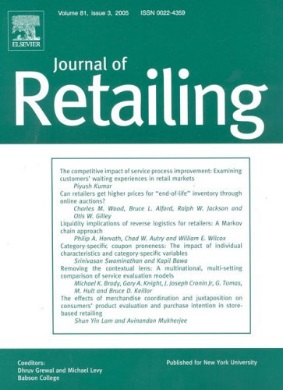 Volume 81, Issue 3, 2005 ISSN 0022-4359
ELSEVIER
Journal of
Retailing
The competitive impact of service process improvement: Examining
customers' waiting experiences in retail markets
Piyush Kumar
Can retailers get higher prices for "end-of-life" inventory through
online auctions?
Charles M. Wood, Bruce L. Alford, Ralph W. Jackson and
Otis W. Gilley
Liquidity implications of reverse logistics for retailers: A Markov
chain approach
Philip A. Horvath, Chad W. Autry and William E. Wilcox
Category-specific coupon proneness: The impact of individual
characteristics and category-specific variables
Srinivasan Swaminathan and Kapil Bawa
Removing the contextual lens: A multinational, multi-setting
comparison of service evaluation models
Michael K. Brady, Gary A. Knight, J. Joseph Cronin Jr., G. Tomas,
M. Hult and Bruce D. Keillor
The effects of merchandise coordination and juxtaposition on
consumers' product evaluation and purchase intention in store-
based retailing
Shun Yin Lam and Avinandan Mukherjee
Coeditors:
Dhruv Grewal and Michael Levy
Babson College
Published for New York University